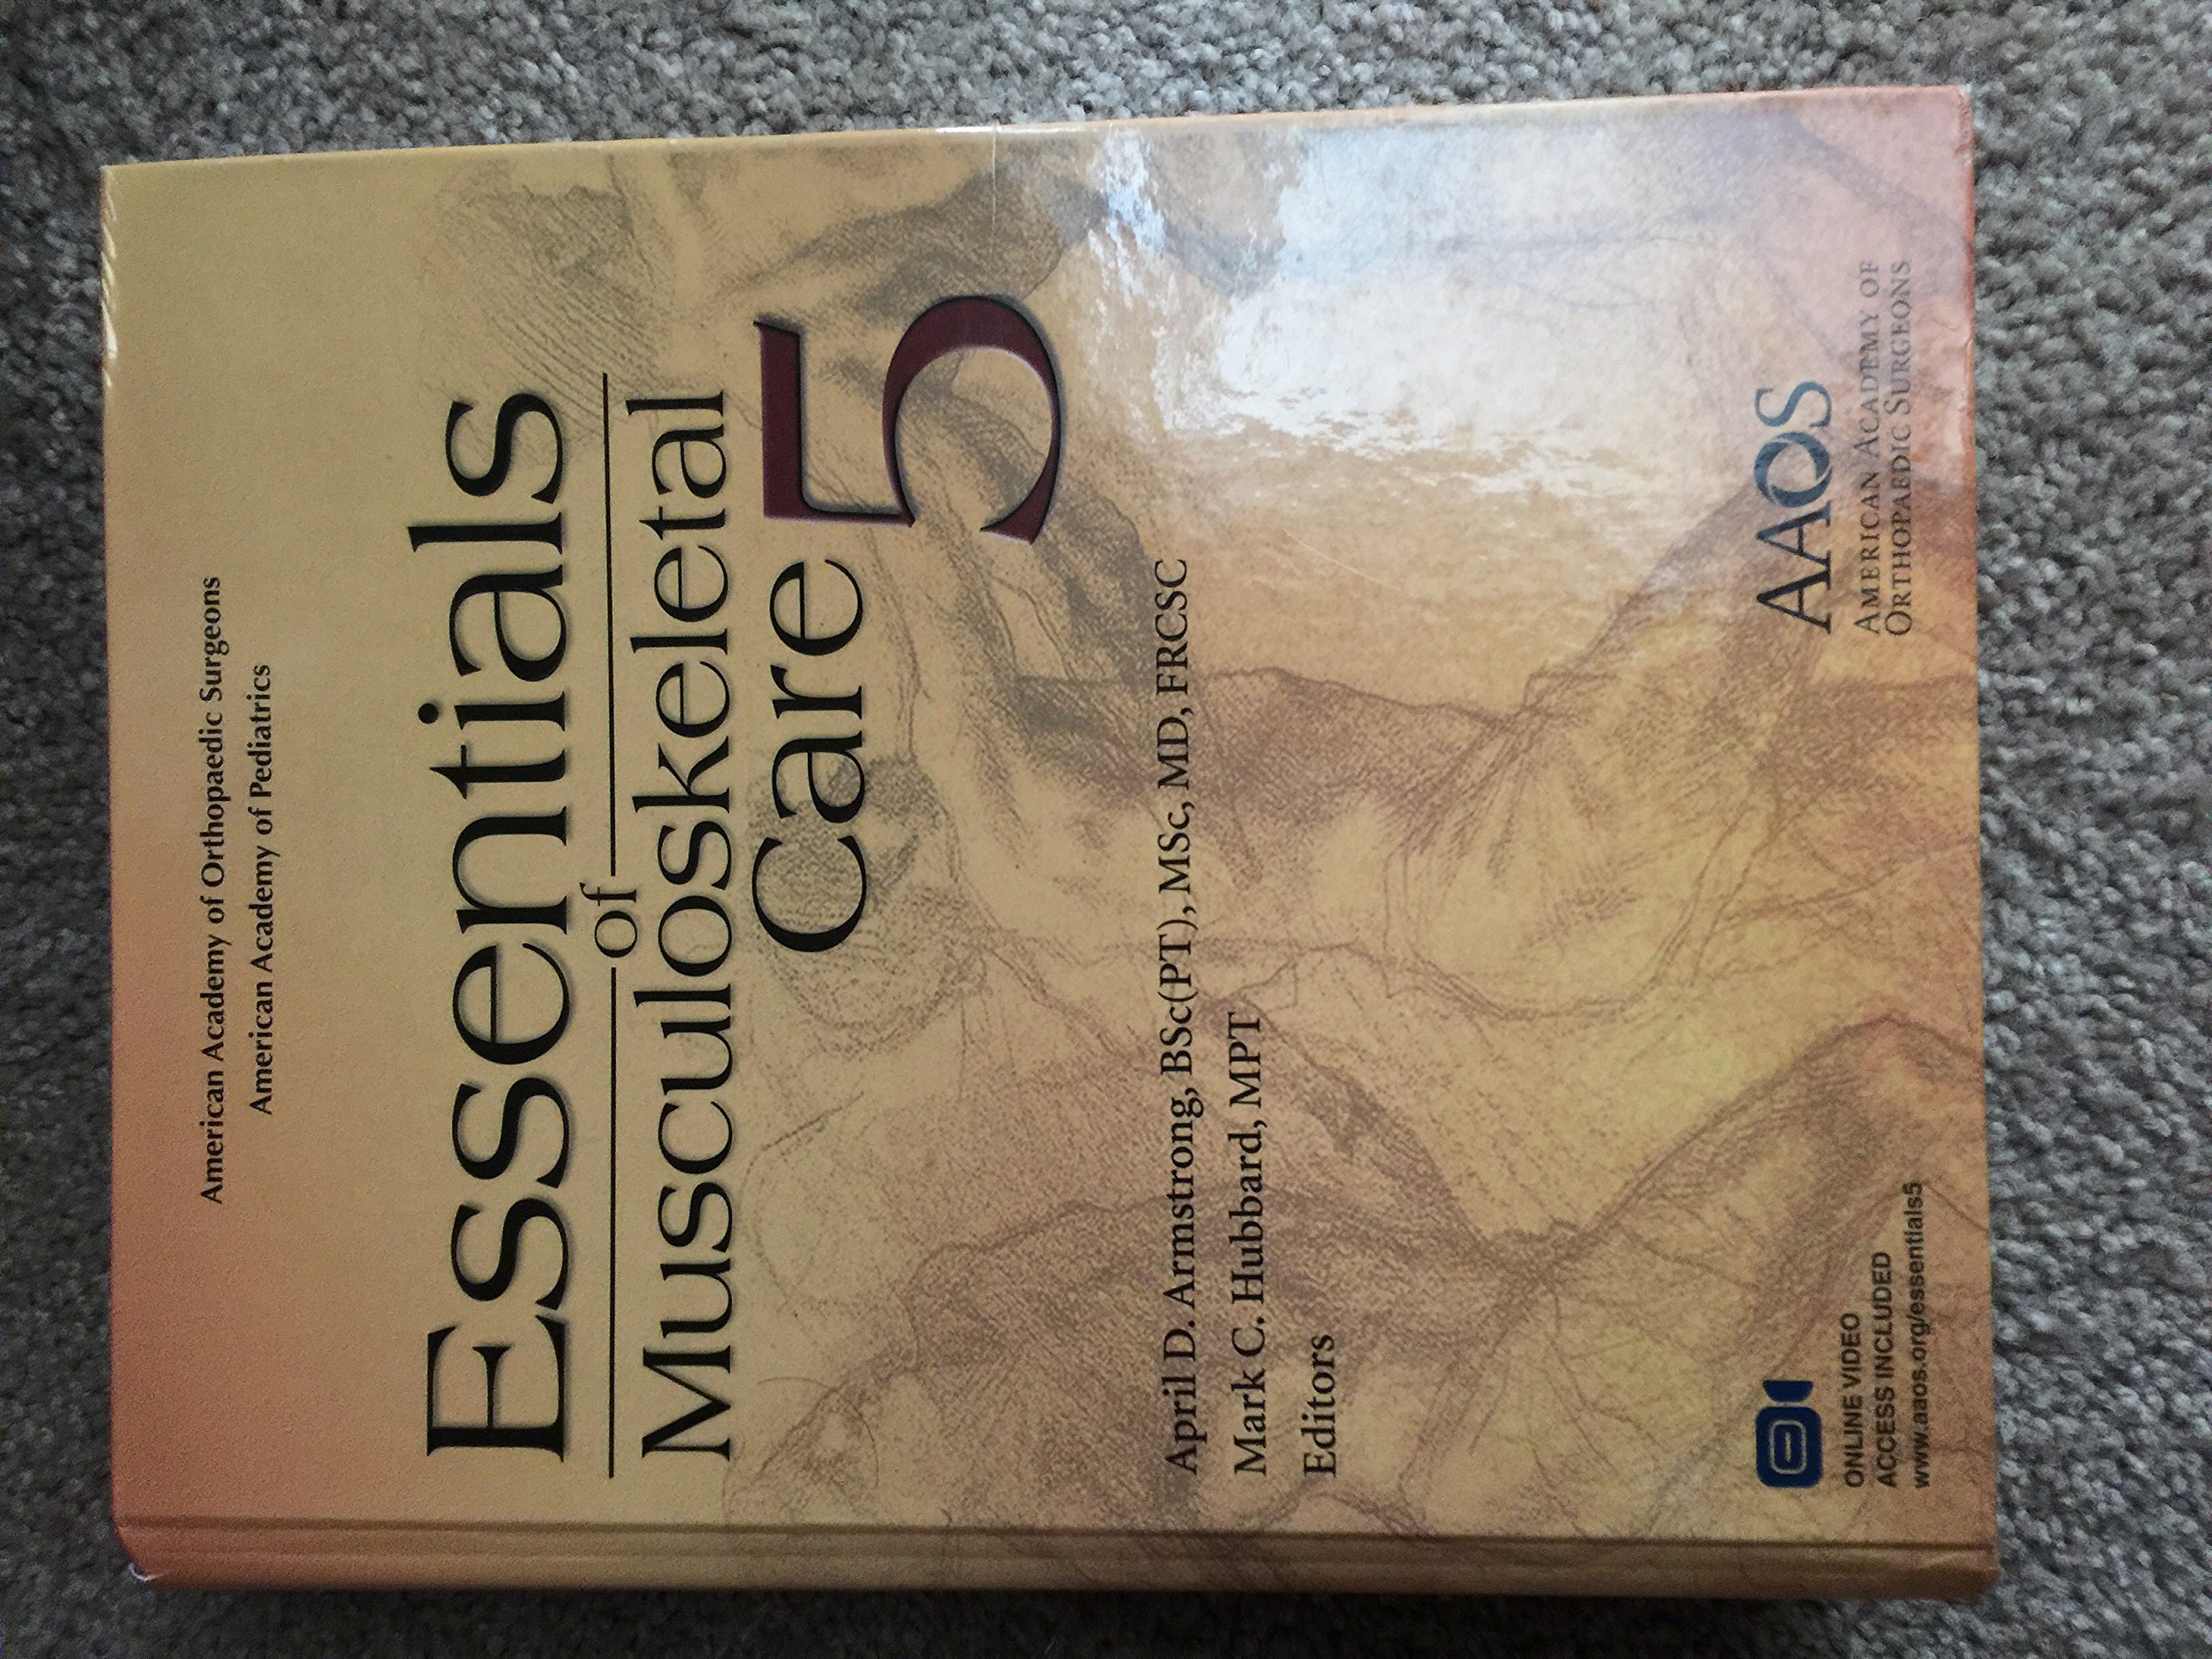 American Academy of Orthopaedic Surgeons
American Academy of Pediatrics
Essentials
of
Musculoskeletal
Care 5
April D. Armstrong, BSc(PT), MSc, MD, FRCSC
Mark C. Hubbard, MPT
Editors
ONLINE VIDEO
ACCESS INCLUDED
www.aaos.org/essentials5
AAOS
AMERICAN ACADEMY OF
ORTHOPAEDIC SURGEONS